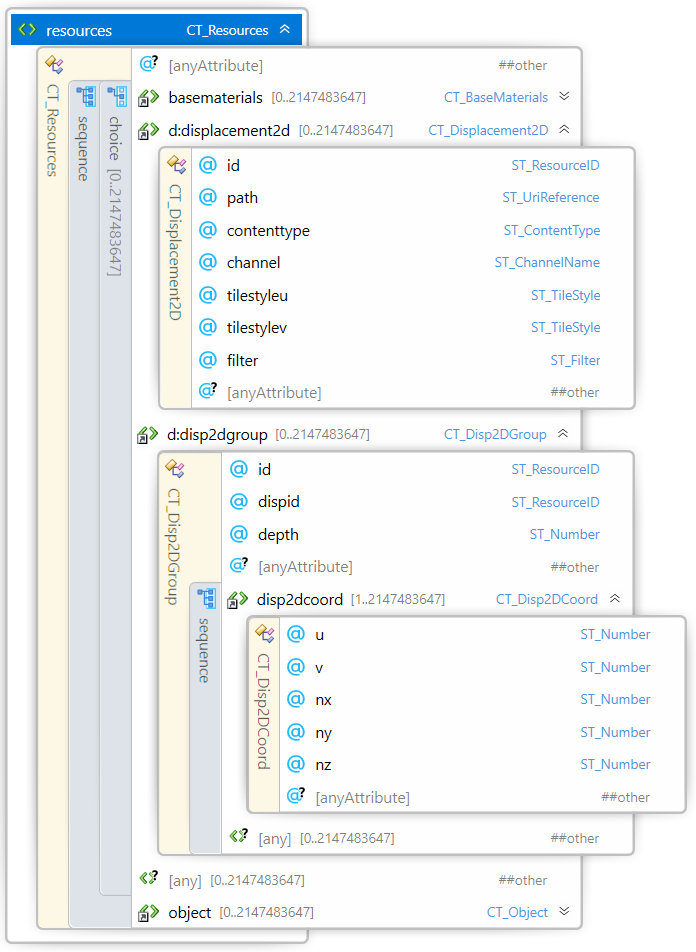 resources CT_Resources
CT_Resources
sequence
choice [0..2147483647]
[anyAttribute] ##other
basematerials [0..2147483647] CT_BaseMaterials
d:displacement2d [0..2147483647] CT_Displacement2D
CT_Displacement2D
id ST_ResourceID
path ST_UriReference
contenttype ST_ContentType
channel ST_ChannelName
tilestyleu ST_TileStyle
tilestylev ST_TileStyle
filter ST_Filter
[anyAttribute] ##other
d:disp2dgroup [0..2147483647] CT_Disp2DGroup
CT_Disp2DGroup
id ST_ResourceID
dispid ST_ResourceID
depth ST_Number
[anyAttribute] ##other
sequence
disp2dcoord [1..2147483647] CT_Disp2DCoord
CT_Disp2DCoord
u ST_Number
v ST_Number
nx ST_Number
ny ST_Number
nz ST_Number
[anyAttribute] ##other
[any] [0..2147483647] ##other
[any] [0..2147483647] ##other
object [0..2147483647] CT_Object